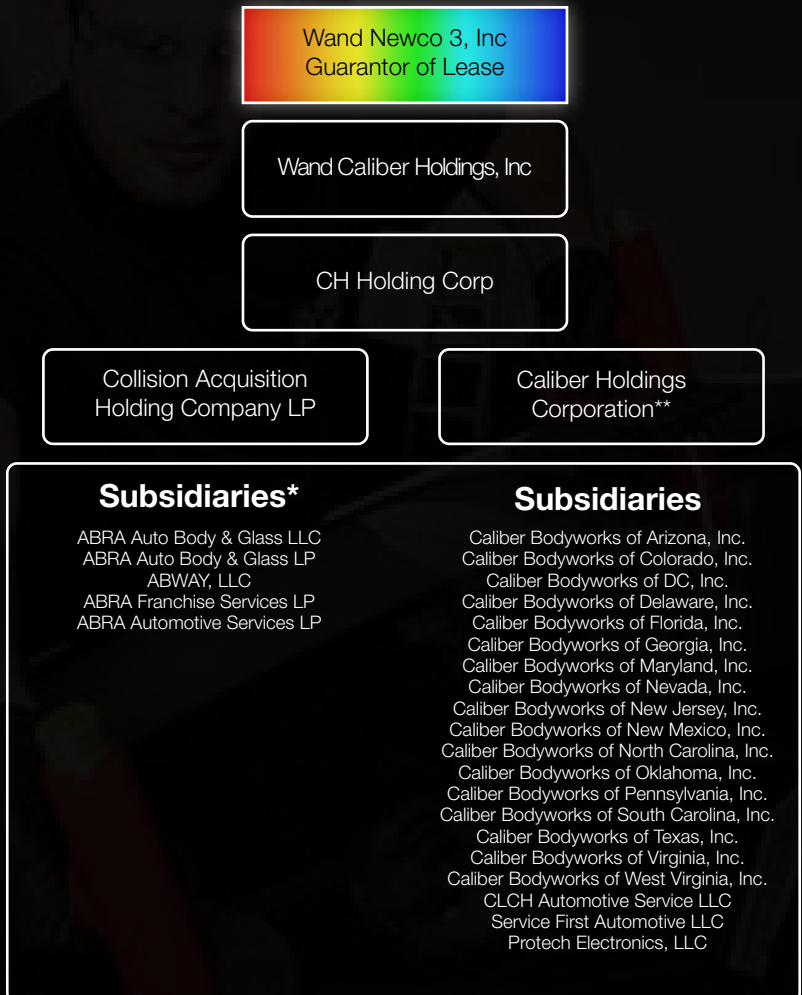 Wand Newco 3, Inc
Guarantor of Lease
Wand Caliber Holdings, Inc
CH Holding Corp
Collision Acquisition
Holding Company LP
Caliber Holdings
Corporation**
Subsidiaries*
ABRA Auto Body & Glass LLC
ABRA Auto Body & Glass LP
ABWAY, LLC
ABRA Franchise Services LP
ABRA Automotive Services LP
Subsidiaries
Caliber Bodyworks of Arizona, Inc.
Caliber Bodyworks of Colorado, Inc.
Caliber Bodyworks of DC, Inc.
Caliber Bodyworks of Delaware, Inc.
Caliber Bodyworks of Florida, Inc.
Caliber Bodyworks of Georgia, Inc.
Caliber Bodyworks of Maryland, Inc.
Caliber Bodyworks of Nevada, Inc.
Caliber Bodyworks of New Jersey, Inc.
Caliber Bodyworks of New Mexico, Inc.
Caliber Bodyworks of North Carolina, Inc.
Caliber Bodyworks of Oklahoma, Inc.
Caliber Bodyworks of Pennsylvania, Inc.
Caliber Bodyworks of South Carolina, Inc.
Caliber Bodyworks of Texas, Inc.
Caliber Bodyworks of Virginia, Inc.
Caliber Bodyworks of West Virginia, Inc.
CLCH Automotive Service LLC
Service First Automotive LLC
Protech Electronics, LLC